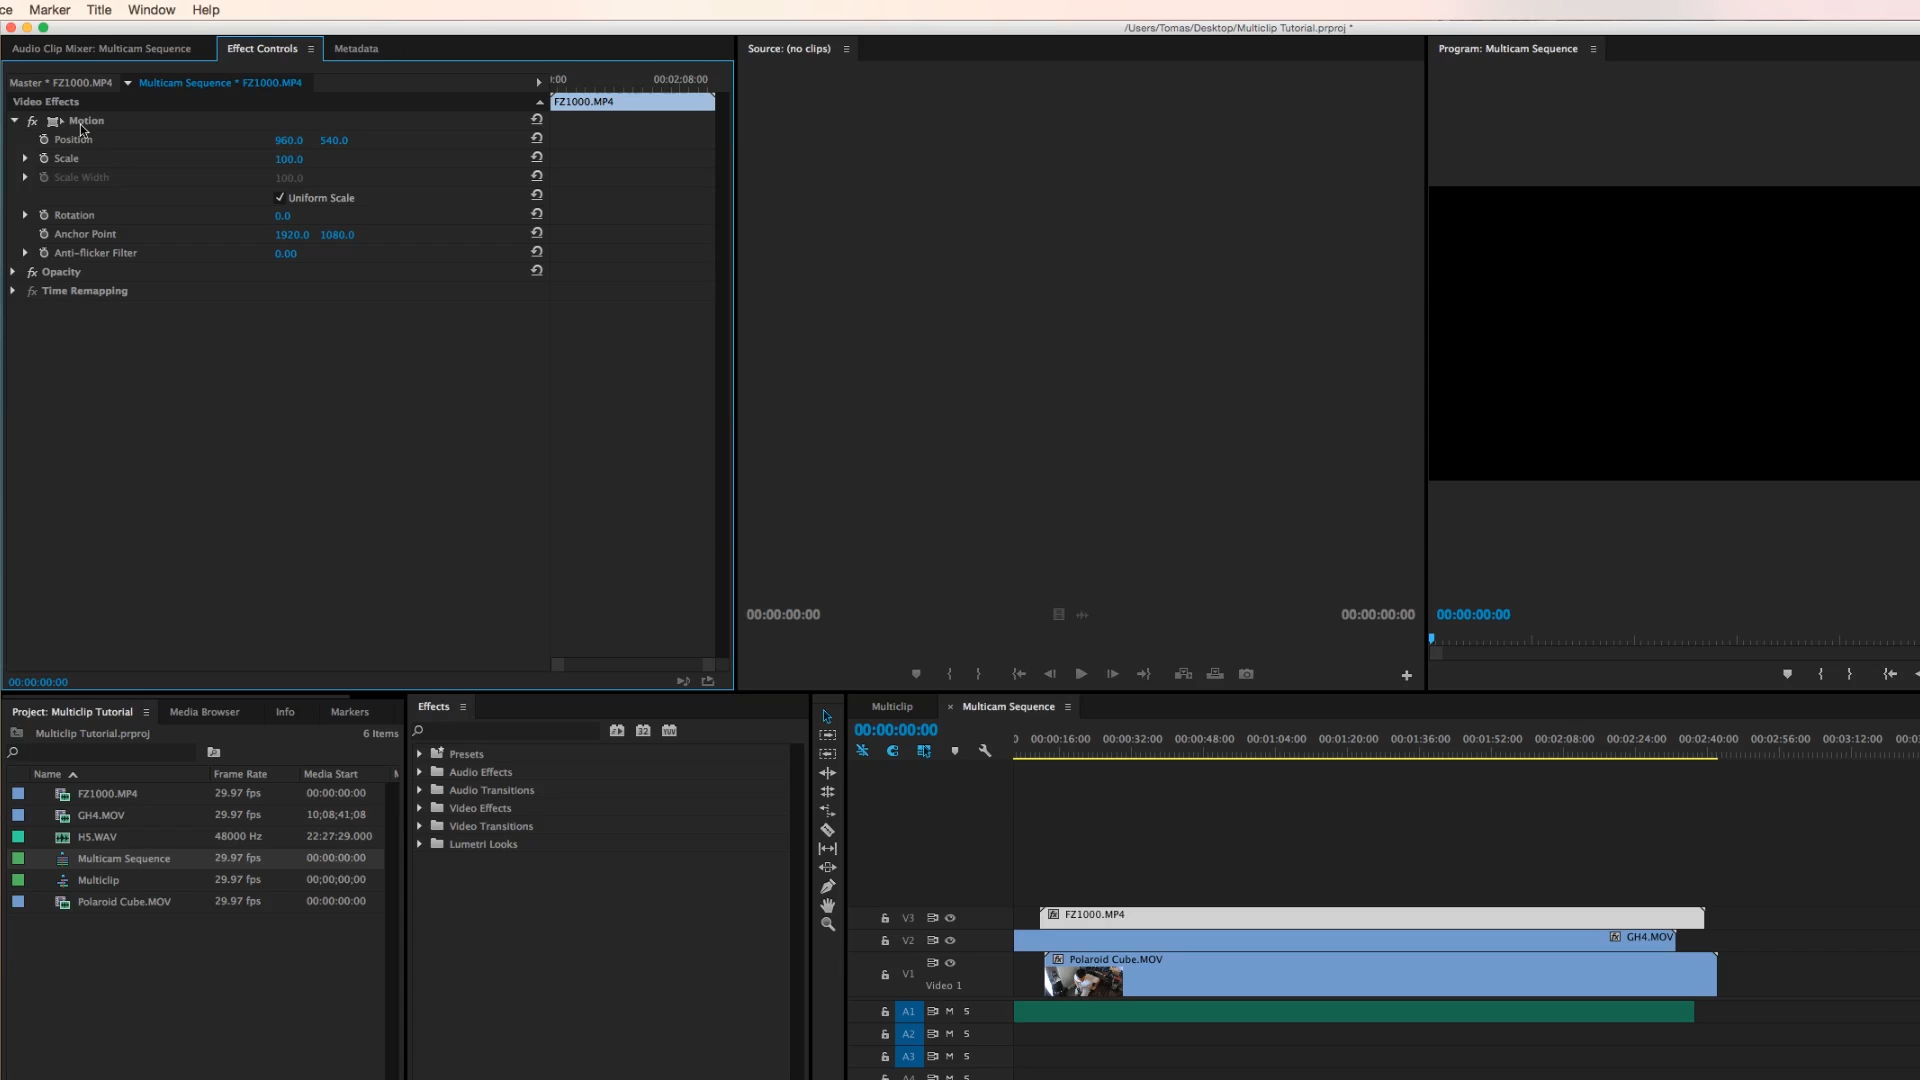 ce Marker Title Window Help
/Users/Tomas/Desktop/Multiclip Tutorial.prproj *
Audio Clip Mixer: Multicam Sequence Effect Controls Metadata
Master * FZ1000.MP4 Multicam Sequence * FZ1000.MP4
:00 00:02:08:00
Video Effects
FZ1000.MP4
fx Motion
Position 960.0 540.0
Scale 100.0
Scale Width 100.0
Uniform Scale
Rotation 0.0
Anchor Point 1920.0 1080.0
Anti-flicker Filter 0.00
fx Opacity
fx Time Remapping
00:00:00:00
Source: (no clips)
00:00:00:00 00:00:00:00
Program: Multicam Sequence
00:00:00:00
Project: Multiclip Tutorial Media Browser Info Markers
Multiclip Tutorial.prproj 6 Items
Name Frame Rate Media Start
FZ1000.MP4 29.97 fps 00:00:00:00
GH4.MOV 29.97 fps 10;08;41;08
H5.WAV 48000 Hz 22:27:29.000
Multicam Sequence 29.97 fps 00:00:00:00
Multiclip 29.97 fps 00;00;00;00
Polaroid Cube.MOV 29.97 fps 00:00:00:00
Effects
32 YUV
Presets
Audio Effects
Audio Transitions
Video Effects
Video Transitions
Lumetri Looks
Multiclip × Multicam Sequence
00:00:00:00
00:00:16:00 00:00:32:00 00:00:48:00 00:01:04:00 00:01:20:00 00:01:36:00 00:01:52:00 00:02:08:00 00:02:24:00 00:02:40:00 00:02:56:00 00:03:12:00
V3 fx FZ1000.MP4
V2 fx GH4.MOV
V1 Video 1 fx Polaroid Cube.MOV
A1 M S
A2 M S
A3 M S